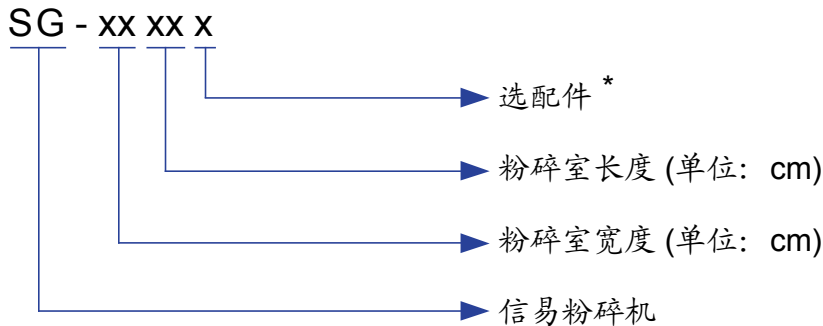 SG - xx xx x
选配件 *
粉碎室长度 (单位： cm)
粉碎室宽度 (单位： cm)
信易粉碎机